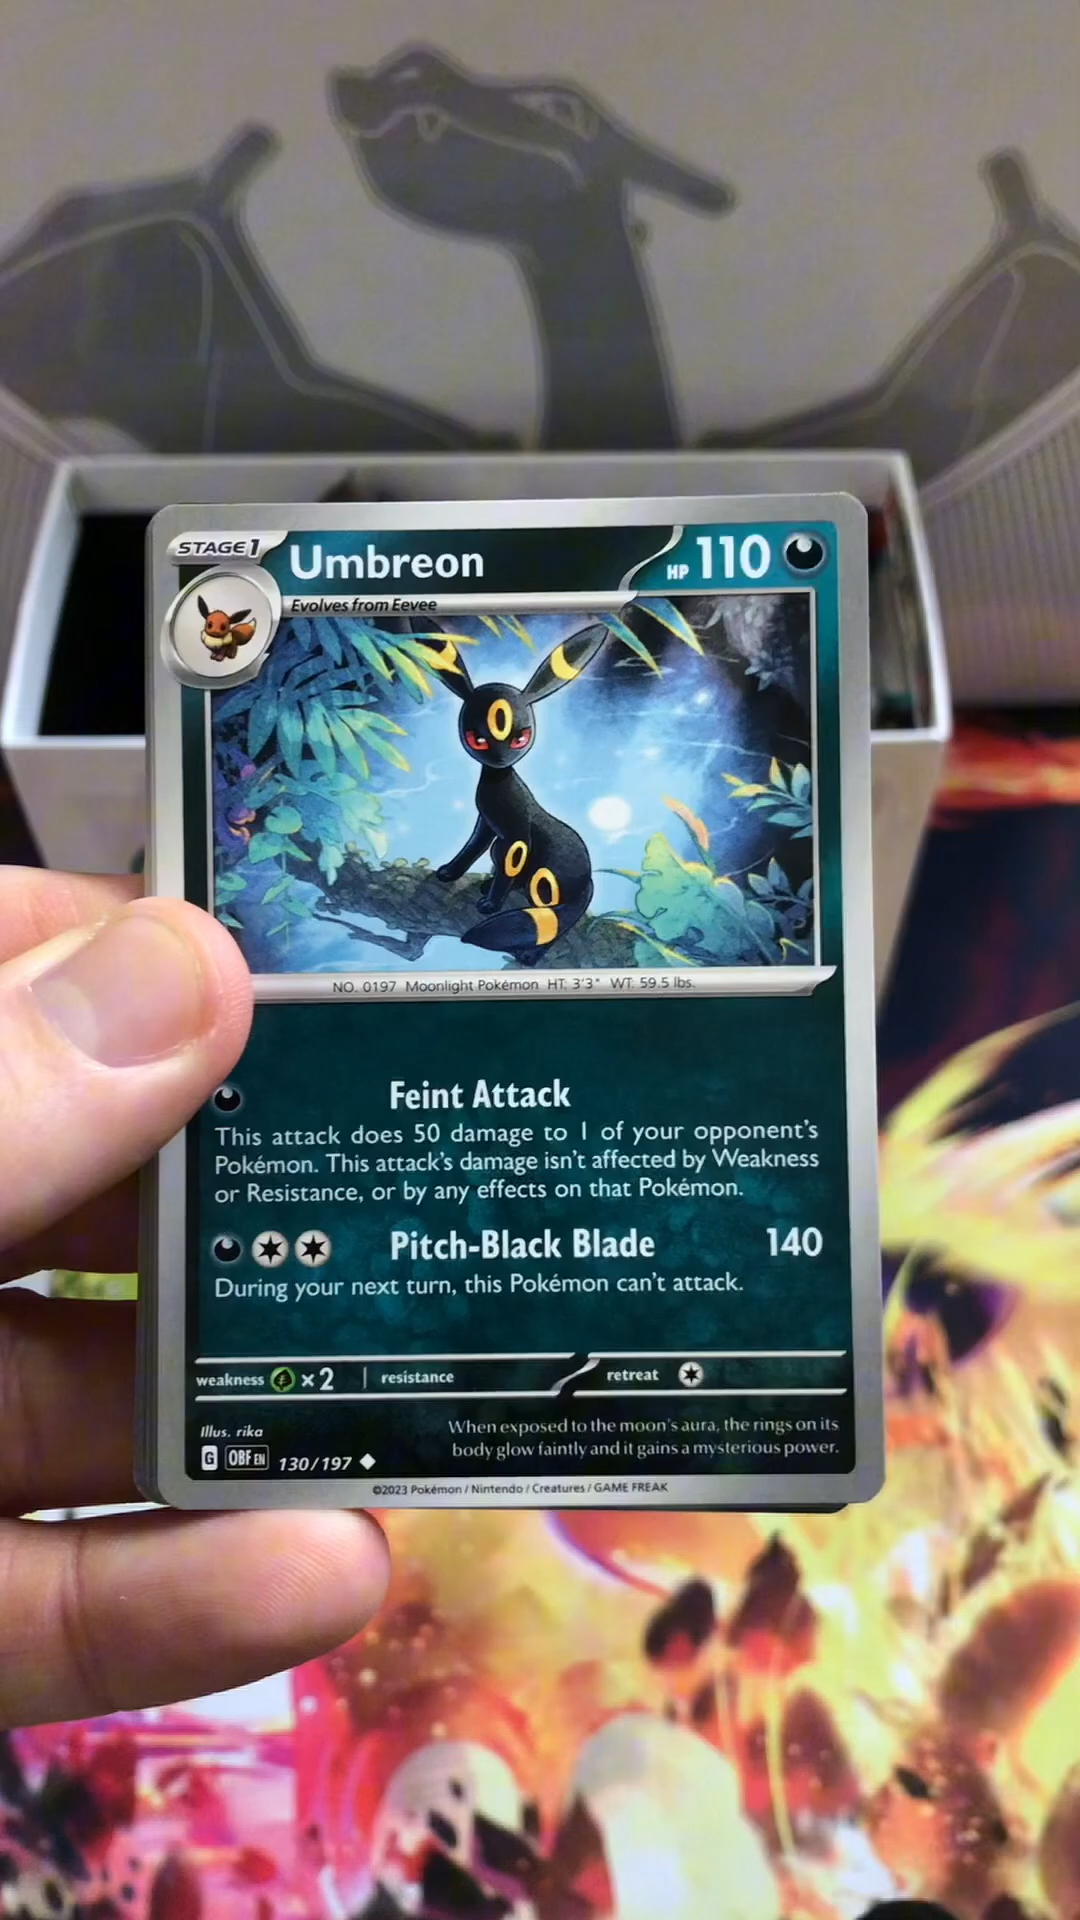 STAGE1
Umbreon
HP 110
Evolves from Eevee
NO. 0197 Moonlight Pokémon HT: 3'3" WT: 59.5 lbs.
Feint Attack
This attack does 50 damage to 1 of your opponent's
Pokémon. This attack's damage isn't affected by Weakness
or Resistance, or by any effects on that Pokémon.
Pitch-Black Blade 140
During your next turn, this Pokémon can't attack.
weakness ×2 | resistance retreat
Illus. rika
When exposed to the moon's aura, the rings on its
body glow faintly and it gains a mysterious power.
G OBF EN 130/197
©2023 Pokémon / Nintendo / Creatures / GAME FREAK